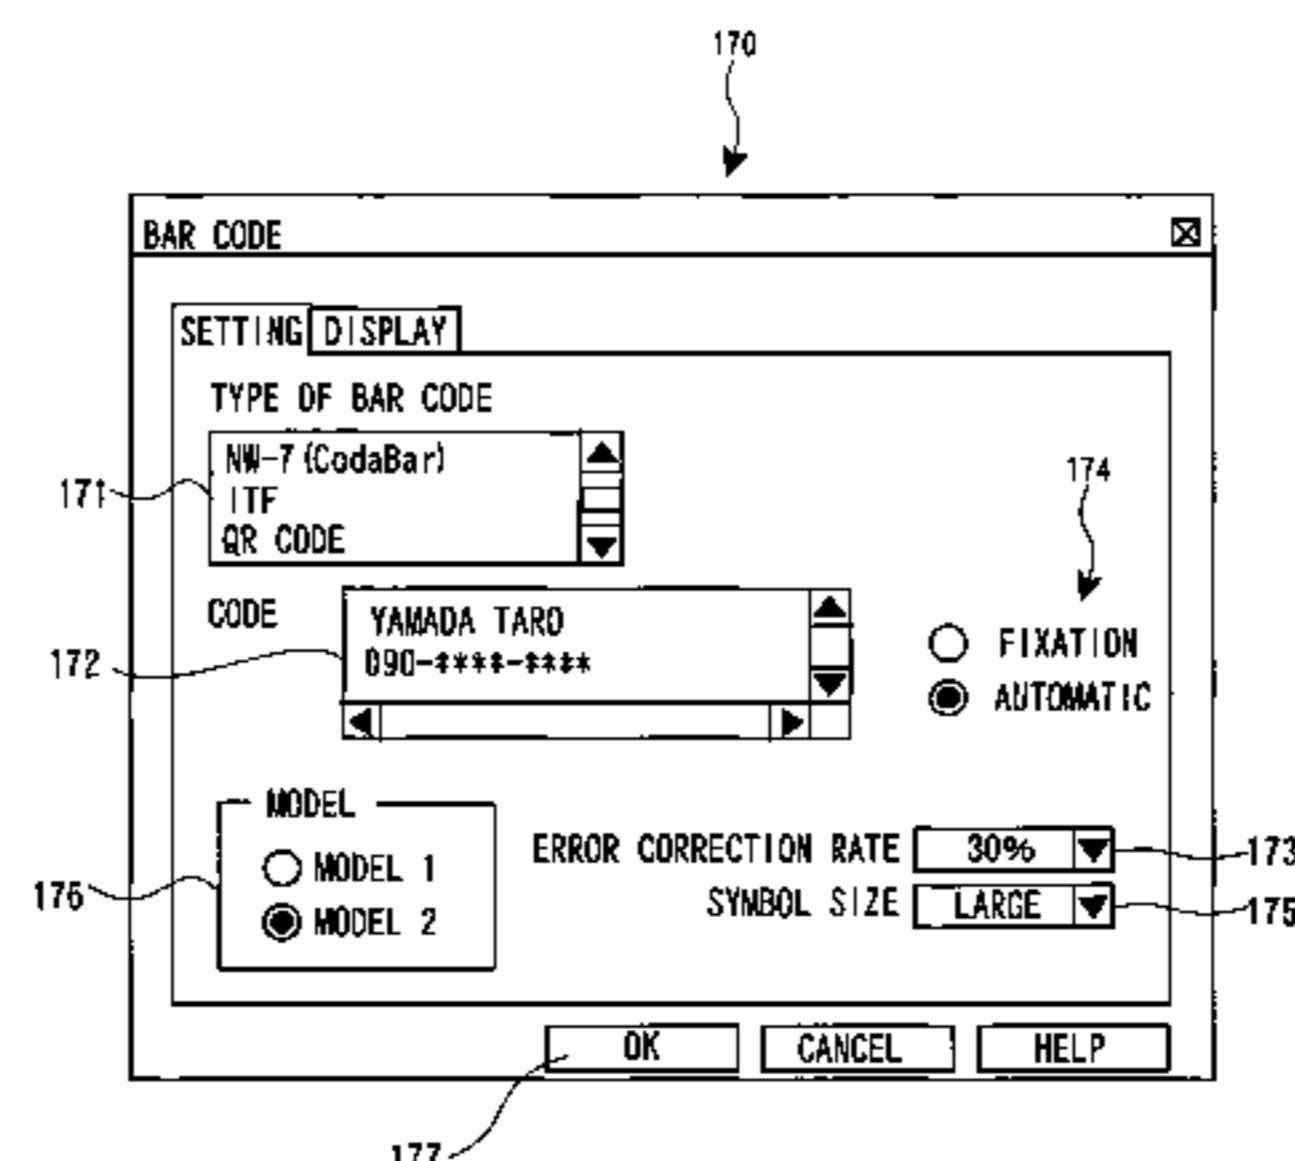 170
BAR CODE
SETTING DISPLAY
TYPE OF BAR CODE
NW-7(CodaBar)
ITF
QR CODE
171
174
CODE
YAMADA TARO
090-****-****
172
FIXATION
AUTOMATIC
MODEL
MODEL 1
MODEL 2
176
ERROR CORRECTION RATE 30% 173
SYMBOL SIZE LARGE 175
OK CANCEL HELP
177